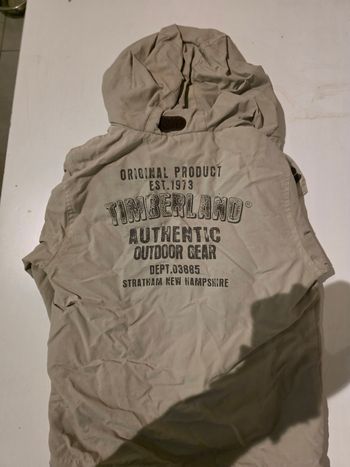 ORIGINAL PRODUCT
EST.1973
TIMBERLAND®
AUTHENTIC
OUTDOOR GEAR
DEPT.03885
STRATHAM NEW HAMPSHIRE